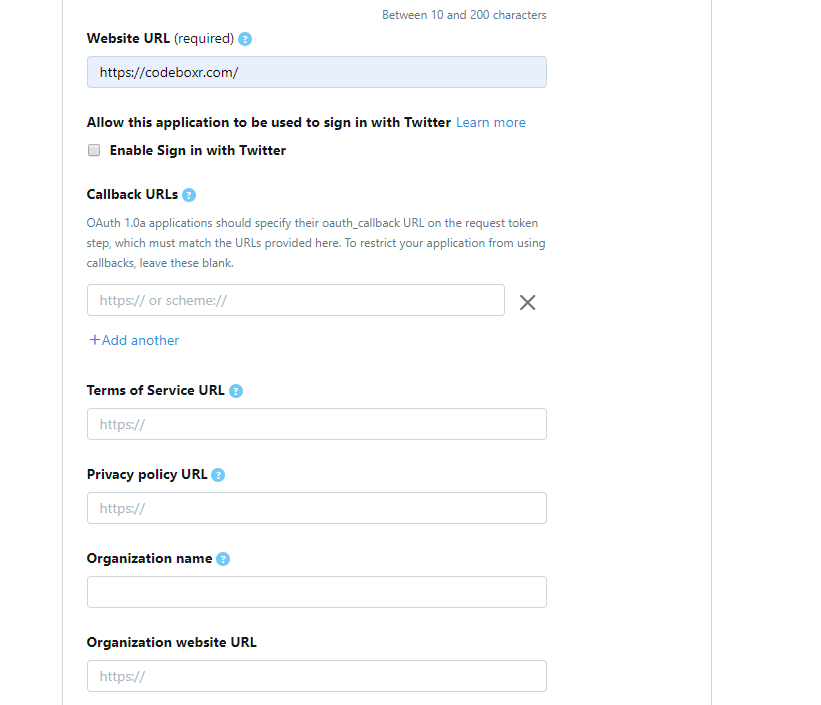 Between 10 and 200 characters
Website URL (required) ?
https://codeboxr.com/
Allow this application to be used to sign in with Twitter Learn more
Enable Sign in with Twitter
Callback URLs ?
OAuth 1.0a applications should specify their oauth_callback URL on the request token
step, which must match the URLs provided here. To restrict your application from using
callbacks, leave these blank.
https:// or scheme://
+Add another
Terms of Service URL ?
https://
Privacy policy URL ?
https://
Organization name ?
Organization website URL
https://